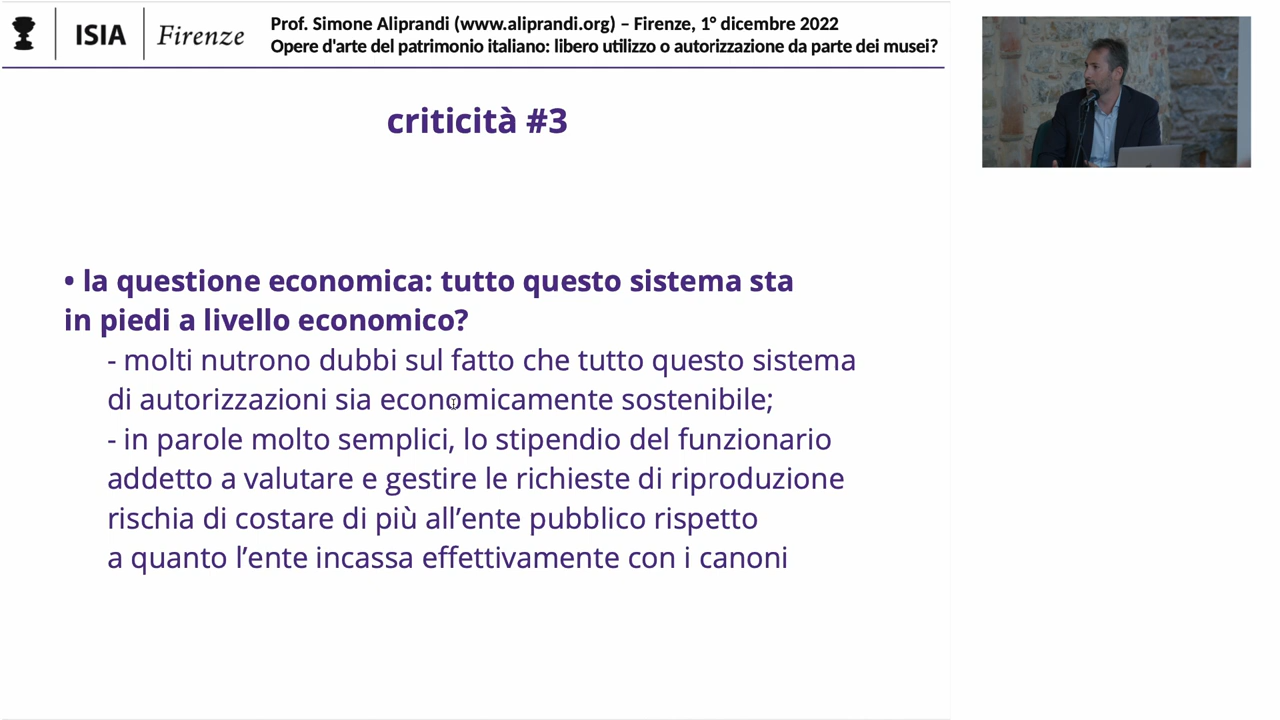 ISIA Firenze
Prof. Simone Aliprandi (www.aliprandi.org) – Firenze, 1° dicembre 2022
Opere d'arte del patrimonio italiano: libero utilizzo o autorizzazione da parte dei musei?
criticità #3
• la questione economica: tutto questo sistema sta
in piedi a livello economico?
- molti nutrono dubbi sul fatto che tutto questo sistema
di autorizzazioni sia economicamente sostenibile;
- in parole molto semplici, lo stipendio del funzionario
addetto a valutare e gestire le richieste di riproduzione
rischia di costare di più all’ente pubblico rispetto
a quanto l’ente incassa effettivamente con i canoni